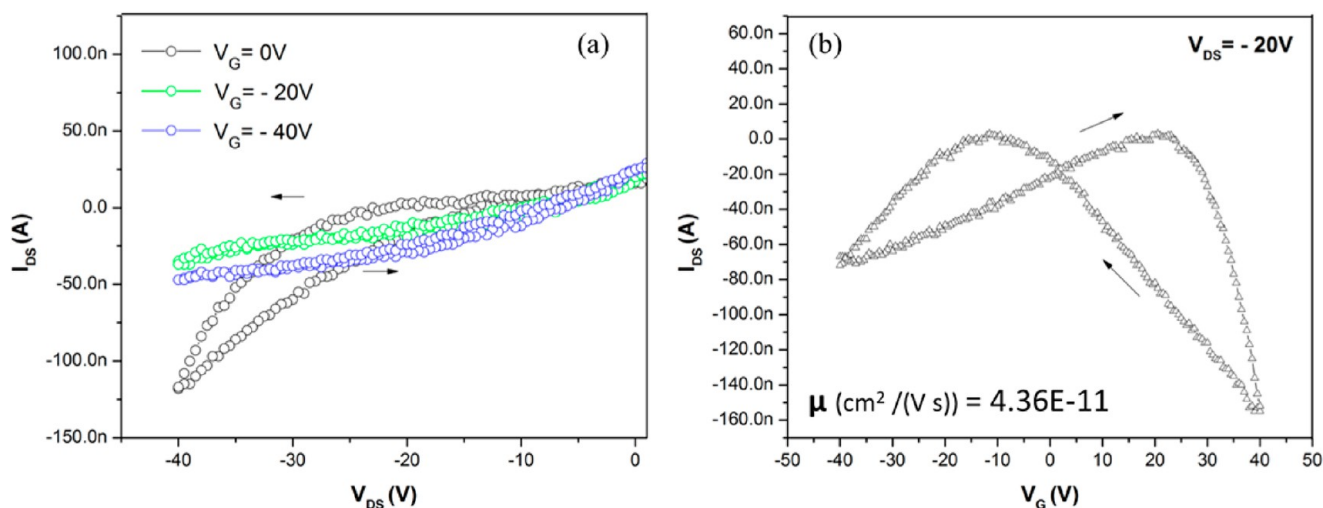 (a)
V_G= 0V
V_G= - 20V
V_G= - 40V
100.0n
50.0n
0.0
-50.0n
-100.0n
-150.0n
I_DS (A)
-40 -30 -20 -10 0
V_DS (V)
(b)
V_DS= - 20V
60.0n
40.0n
20.0n
0.0
-20.0n
-40.0n
-60.0n
-80.0n
-100.0n
-120.0n
-140.0n
-160.0n
I_DS (A)
μ (cm² /(V s)) = 4.36E-11
-50 -40 -30 -20 -10 0 10 20 30 40 50
V_G (V)